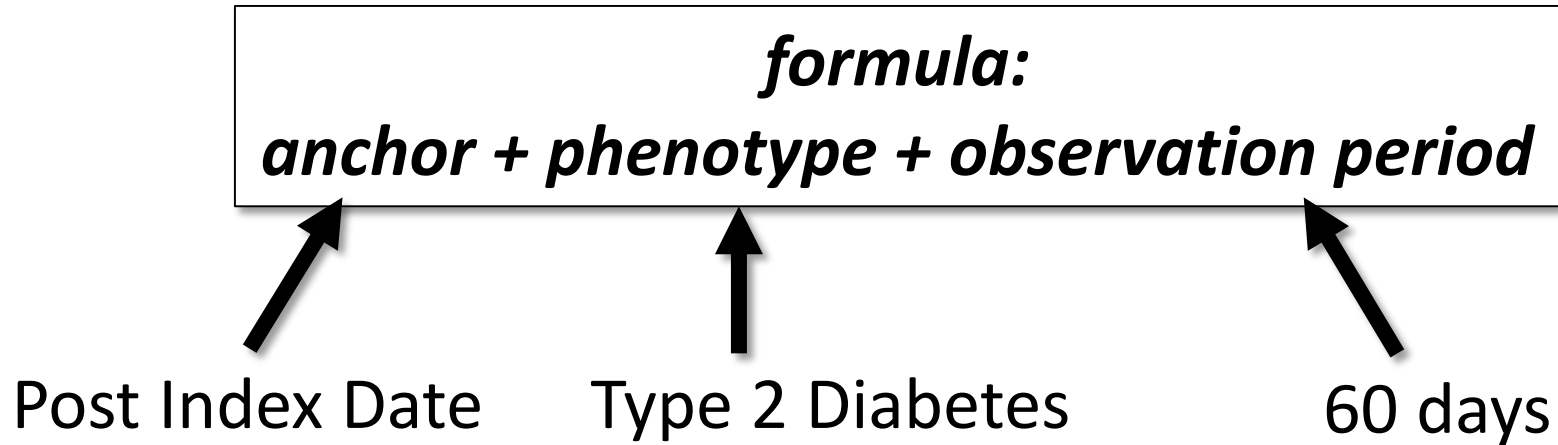 formula:
anchor + phenotype + observation period
Post Index Date Type 2 Diabetes 60 days